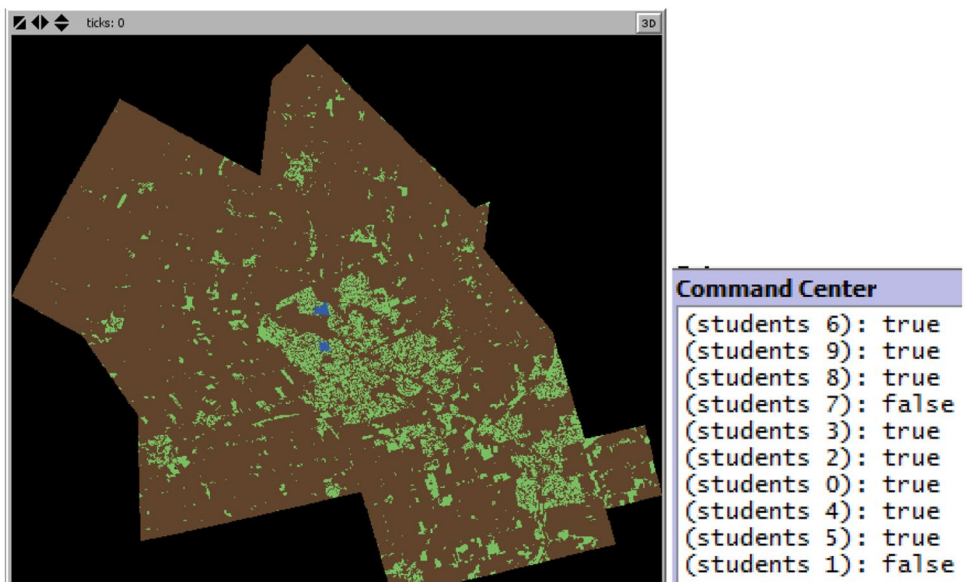 ticks: 0
3D
Command Center
(students 6): true
(students 9): true
(students 8): true
(students 7): false
(students 3): true
(students 2): true
(students 0): true
(students 4): true
(students 5): true
(students 1): false